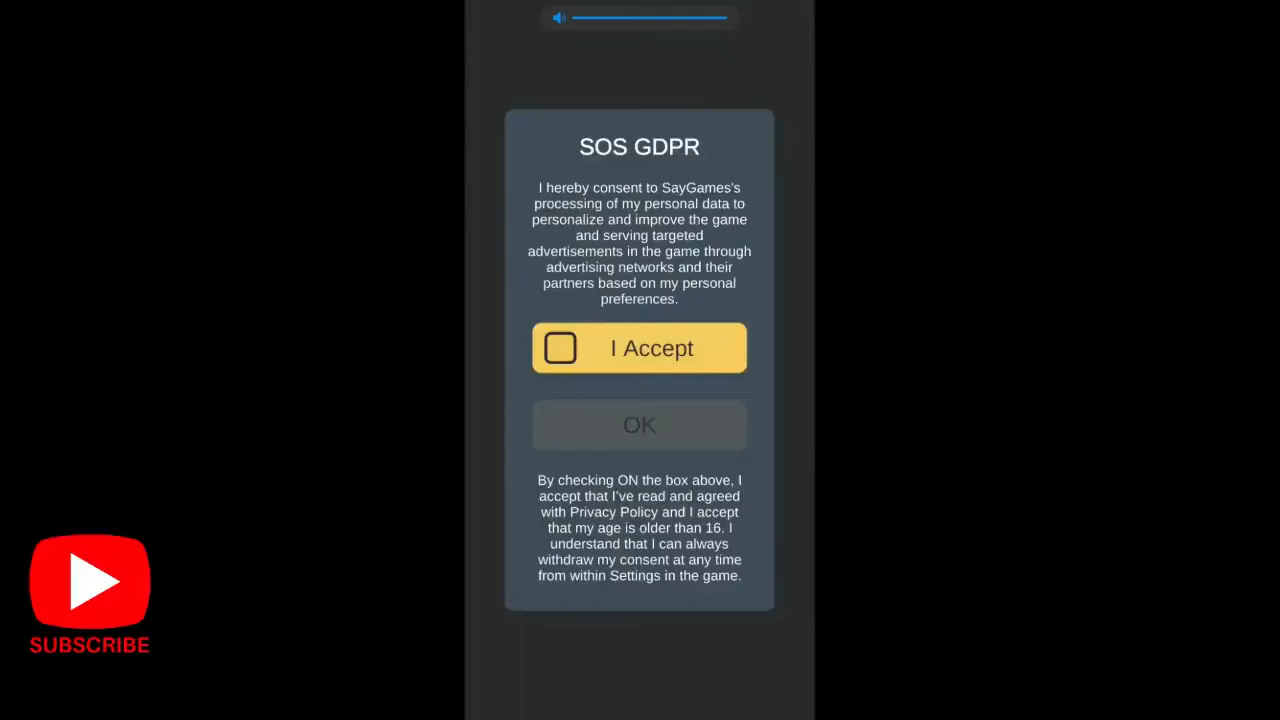 SOS GDPR
I hereby consent to SayGames's
processing of my personal data to
personalize and improve the game
and serving targeted
advertisements in the game through
advertising networks and their
partners based on my personal
preferences.
I Accept
OK
By checking ON the box above, I
accept that I've read and agreed
with Privacy Policy and I accept
that my age is older than 16. I
understand that I can always
withdraw my consent at any time
from within Settings in the game.
SUBSCRIBE